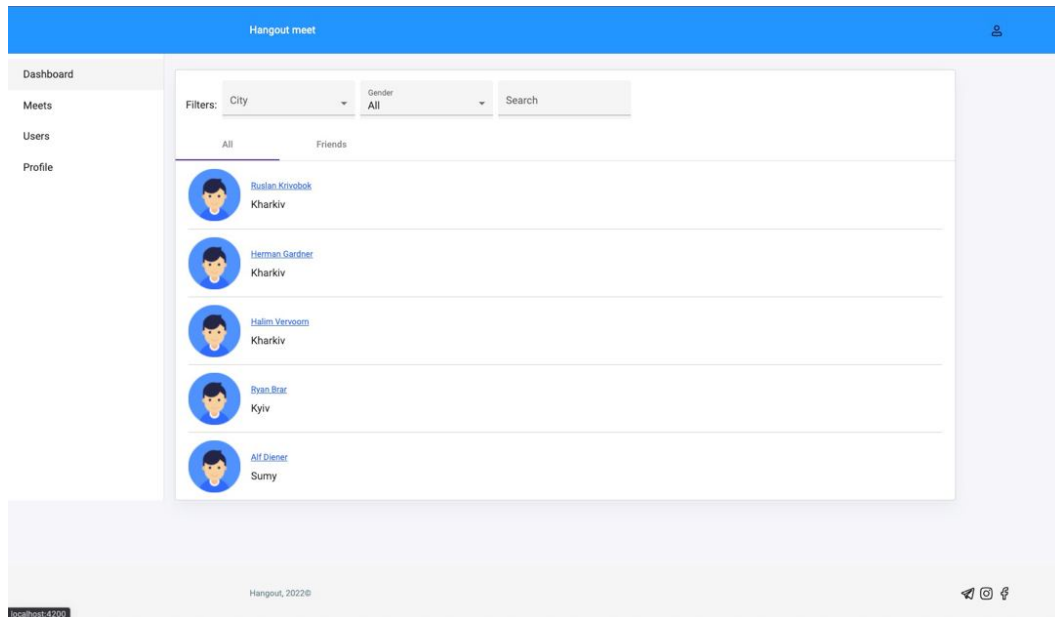 Hangout meet
Dashboard
Meets
Users
Profile
Filters:
City
Gender
All
Search
All
Friends
Ruslan Krivobok
Kharkiv
Herman Gardner
Kharkiv
Halim Vervoorn
Kharkiv
Ryan Brar
Kyiv
Alf Diener
Sumy
Hangout, 2022©
localhost:4200